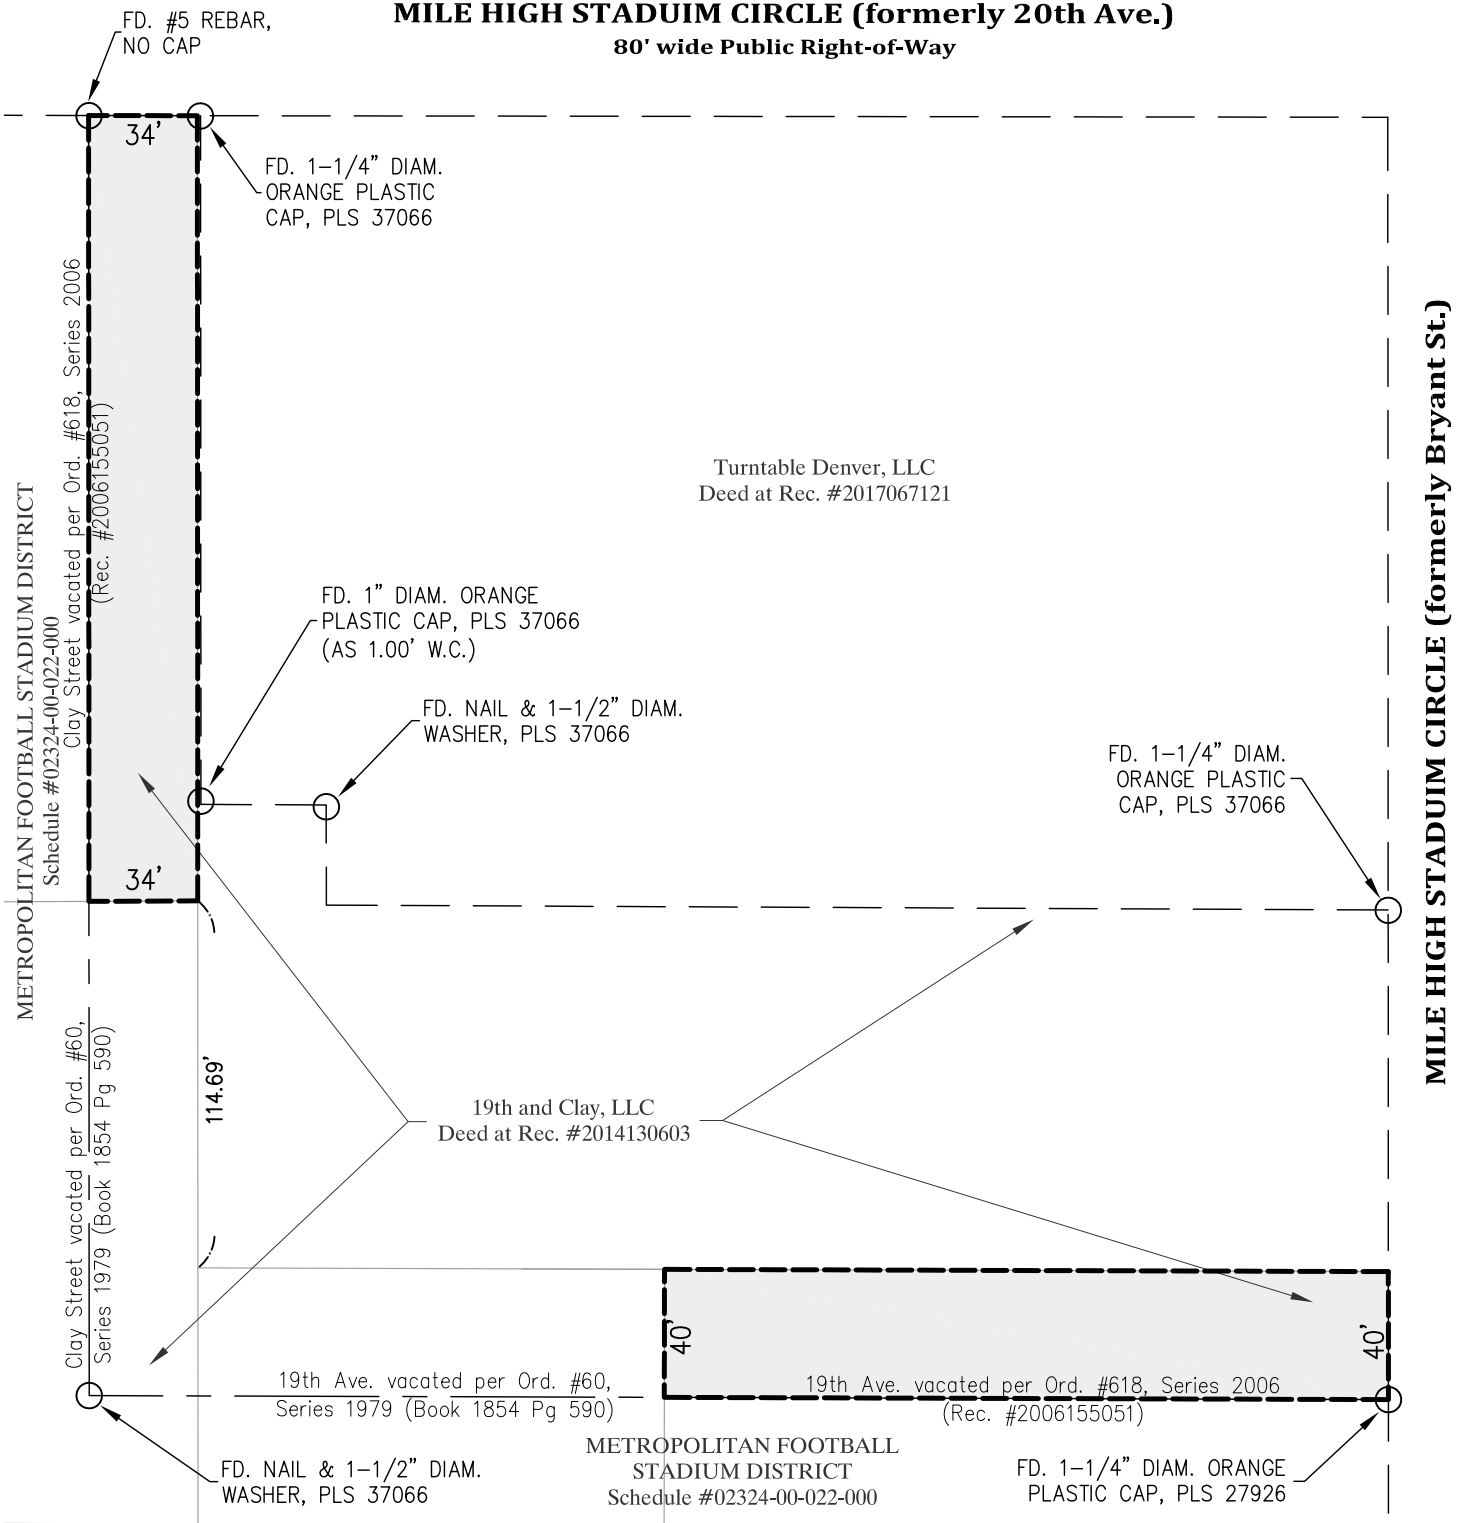 MILE HIGH STADUIM CIRCLE (formerly 20th Ave.)
80' wide Public Right-of-Way
FD. #5 REBAR,
NO CAP
34'
FD. 1-1/4" DIAM.
ORANGE PLASTIC
CAP, PLS 37066
Clay Street vacated per Ord. #618, Series 2006
(Rec. #2006155051)
METROPOLITAN FOOTBALL STADIUM DISTRICT
Schedule #02324-00-022-000
Turntable Denver, LLC
Deed at Rec. #2017067121
MILE HIGH STADUIM CIRCLE (formerly Bryant St.)
FD. 1" DIAM. ORANGE
PLASTIC CAP, PLS 37066
(AS 1.00' W.C.)
FD. NAIL & 1-1/2" DIAM.
WASHER, PLS 37066
FD. 1-1/4" DIAM.
ORANGE PLASTIC
CAP, PLS 37066
34'
114.69'
Clay Street vacated per Ord. #60,
Series 1979 (Book 1854 Pg 590)
19th and Clay, LLC
Deed at Rec. #2014130603
40'
40'
19th Ave. vacated per Ord. #60,
Series 1979 (Book 1854 Pg 590)
19th Ave. vacated per Ord. #618, Series 2006
(Rec. #2006155051)
METROPOLITAN FOOTBALL
STADIUM DISTRICT
Schedule #02324-00-022-000
FD. NAIL & 1-1/2" DIAM.
WASHER, PLS 37066
FD. 1-1/4" DIAM. ORANGE
PLASTIC CAP, PLS 27926